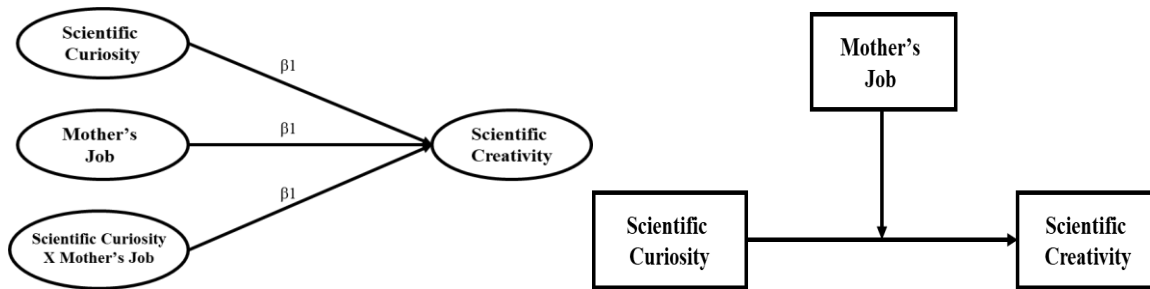 Scientific
Curiosity
β1
Mother's
Job
β1
Scientific Curiosity
X Mother's Job
β1
Scientific
Creativity
Mother's
Job
Scientific
Curiosity
Scientific
Creativity